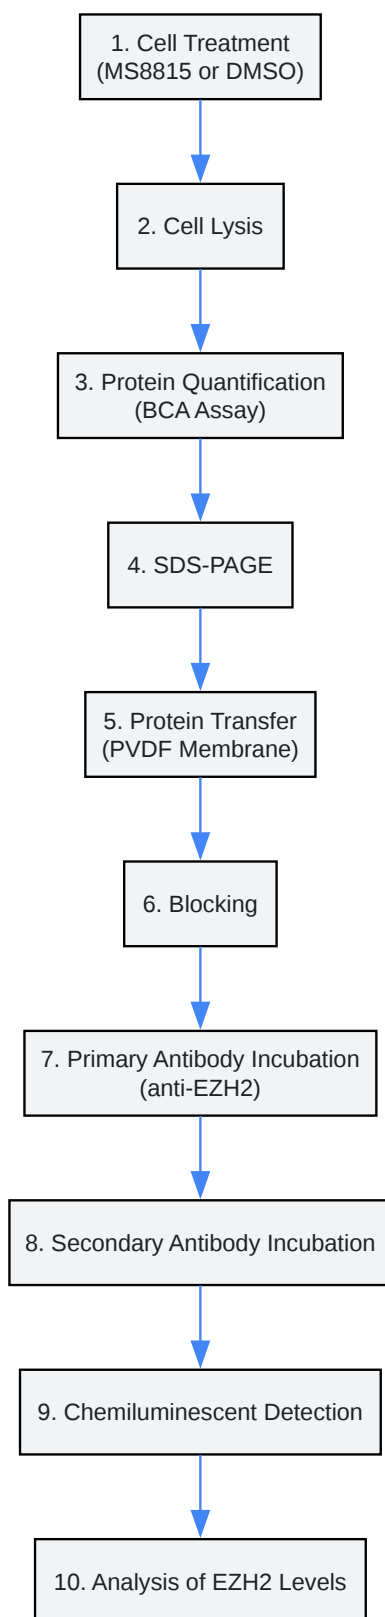 1. Cell Treatment
(MS8815 or DMSO)
2. Cell Lysis
3. Protein Quantification
(BCA Assay)
4. SDS-PAGE
5. Protein Transfer
(PVDF Membrane)
6. Blocking
7. Primary Antibody Incubation
(anti-EZH2)
8. Secondary Antibody Incubation
9. Chemiluminescent Detection
10. Analysis of EZH2 Levels